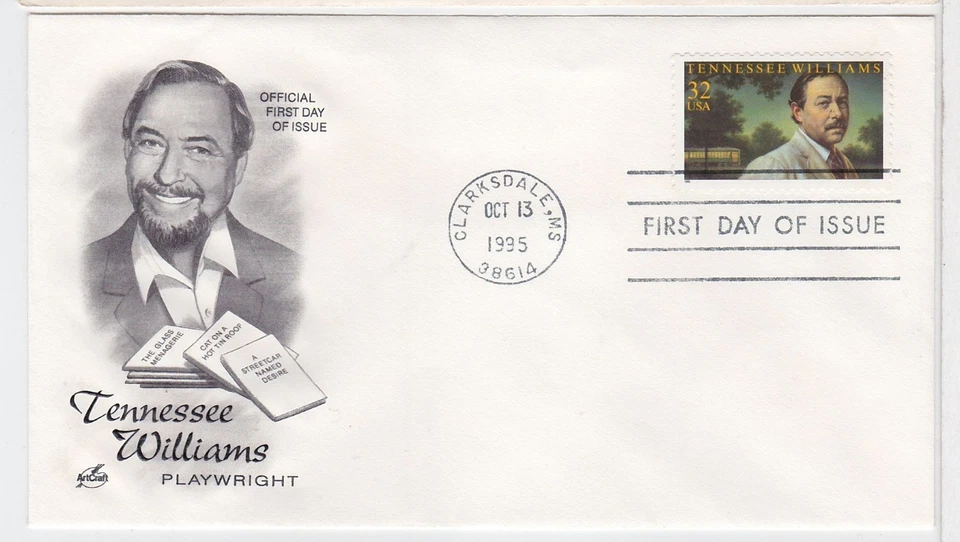 OFFICIAL
FIRST DAY
OF ISSUE
THE GLASS
MENAGERIE
CAT ON A
HOT TIN ROOF
A
STREETCAR
NAMED
DESIRE
Tennessee
Williams
PLAYWRIGHT
ArtCraft
CLARKSDALE, MS
OCT 13
1995
38614
TENNESSEE WILLIAMS
32
USA
FIRST DAY OF ISSUE